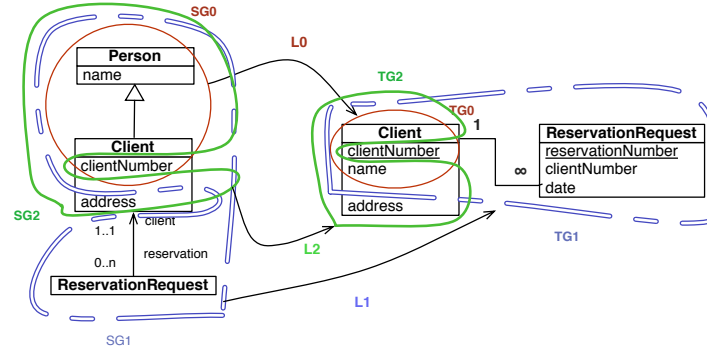 SG0
Person
name
L0
TG2
TG0
Client
clientNumber
address
Client
clientNumber
name
address
1
∞
ReservationRequest
reservationNumber
clientNumber
date
SG2
client
1..1
reservation
0..n
ReservationRequest
L2
TG1
L1
SG1